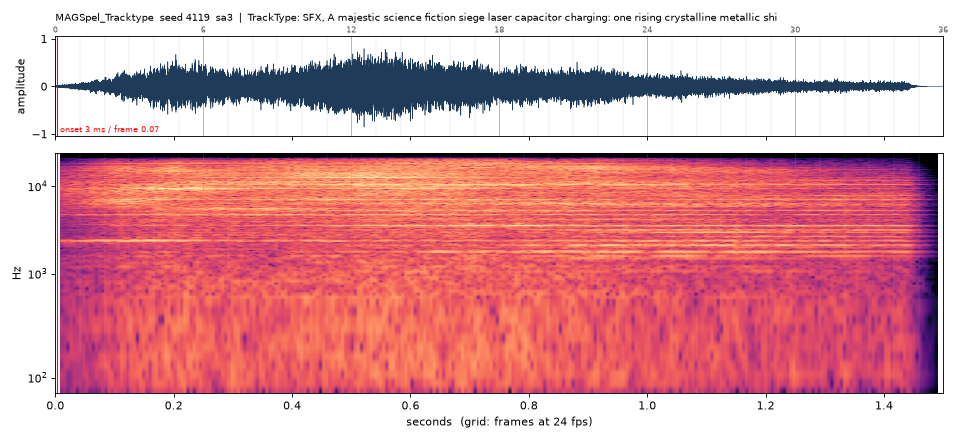 MAGSpel_Tracktype  seed 4119  sa3  |  TrackType: SFX, A majestic science fiction siege laser capacitor charging: one rising crystalline metallic shi
0 6 12 18 24 30 36
amplitude
1
0
−1
onset 3 ms / frame 0.07
Hz
10⁴
10³
10²
0.0 0.2 0.4 0.6 0.8 1.0 1.2 1.4
seconds  (grid: frames at 24 fps)